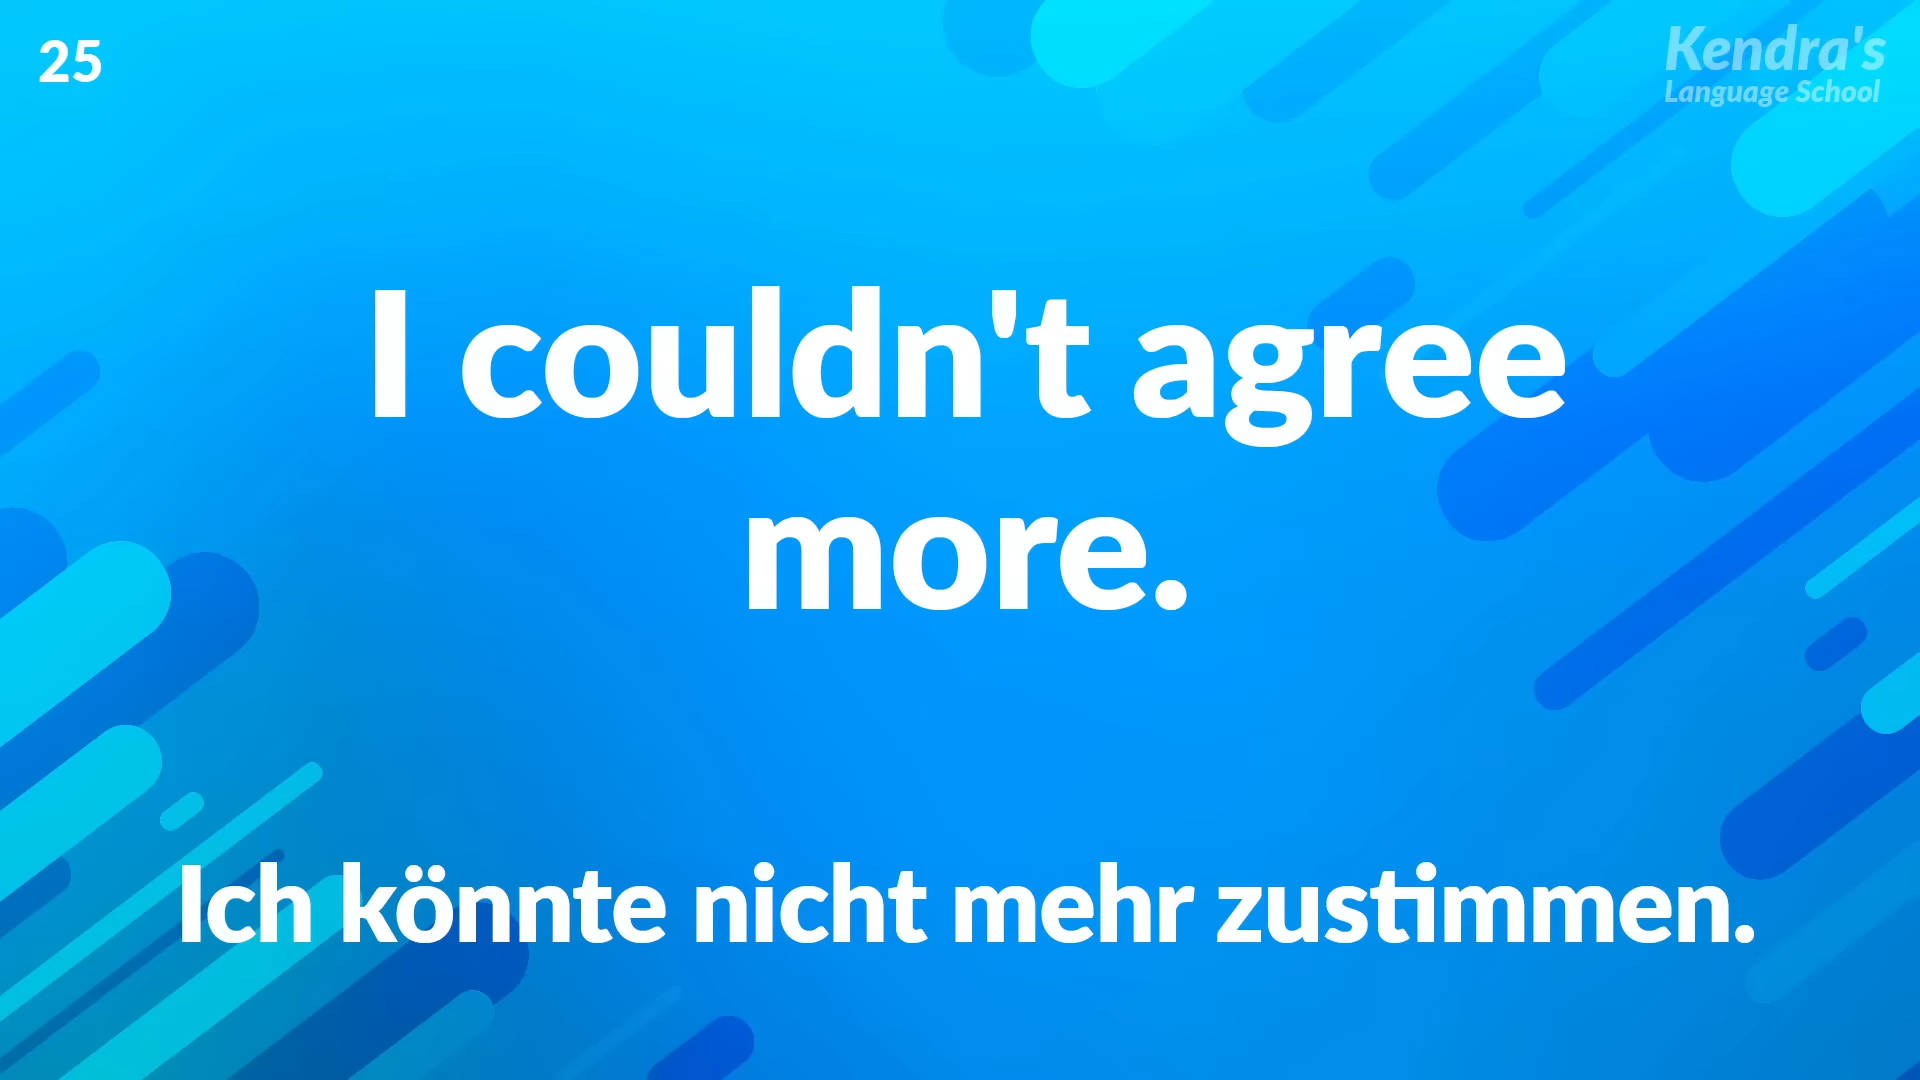 25
Kendra's
Language School
I couldn't agree
more.
Ich könnte nicht mehr zustimmen.